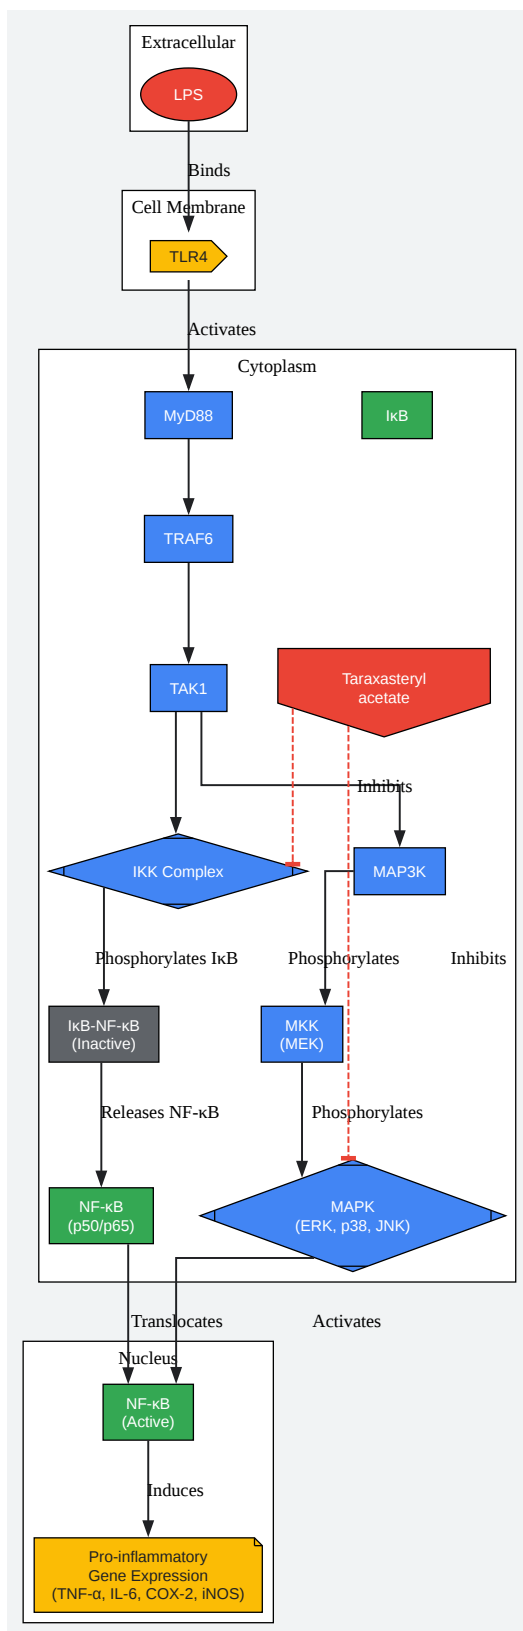 Extracellular
LPS
Binds
Cell Membrane
TLR4
Activates
Cytoplasm
MyD88
IκB
TRAF6
TAK1
Taraxasteryl
acetate
Inhibits
IKK Complex
MAP3K
Phosphorylates IκB
Phosphorylates
Inhibits
IκB-NF-κB
(Inactive)
MKK
(MEK)
Releases NF-κB
Phosphorylates
NF-κB
(p50/p65)
MAPK
(ERK, p38, JNK)
Translocates
Activates
Nucleus
NF-κB
(Active)
Induces
Pro-inflammatory
Gene Expression
(TNF-α, IL-6, COX-2, iNOS)